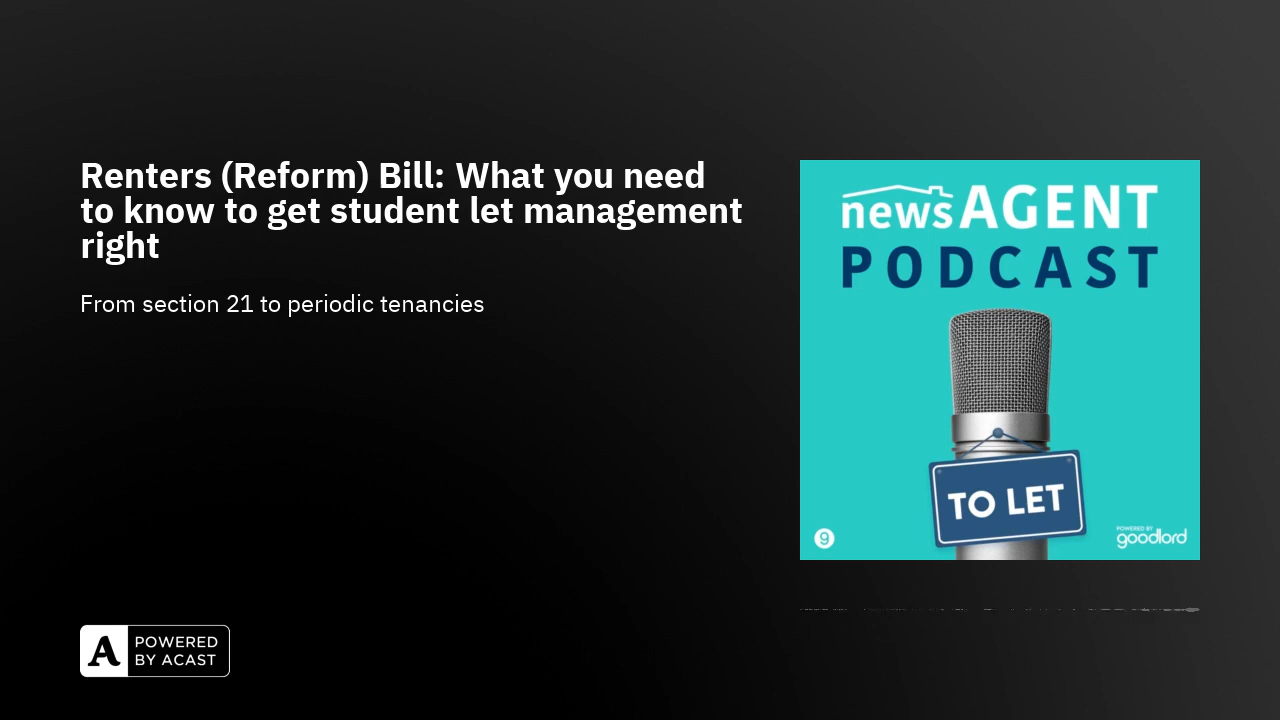 Renters (Reform) Bill: What you need
to know to get student let management
right
From section 21 to periodic tenancies
newsAGENT
PODCAST
TO LET
g
POWERED BY
goodlord
A
POWERED
BY ACAST